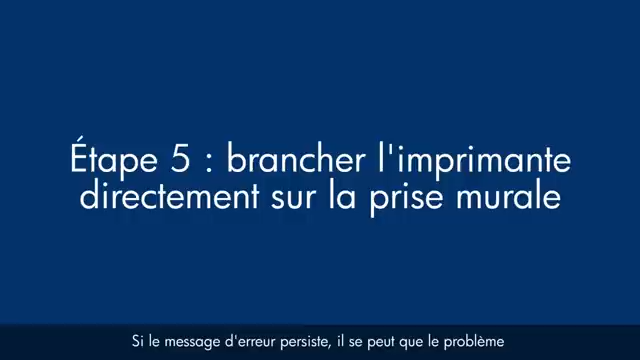 Étape 5 : brancher l'imprimante
directement sur la prise murale
Si le message d'erreur persiste, il se peut que le problème